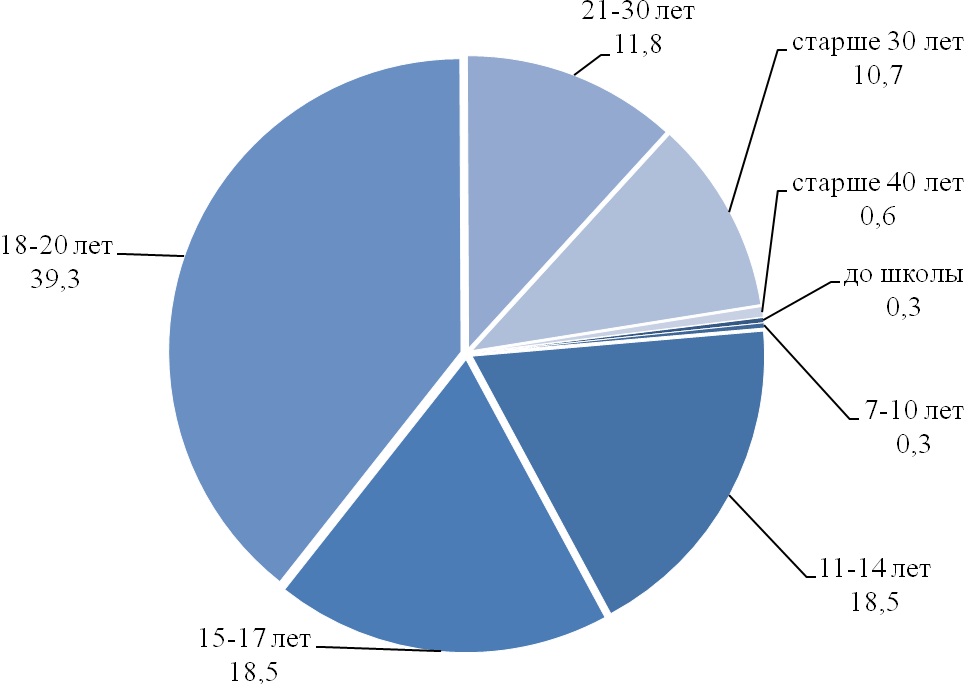 21-30 лет
11,8
старше 30 лет
10,7
старше 40 лет
0,6
до школы
0,3
7-10 лет
0,3
11-14 лет
18,5
15-17 лет
18,5
18-20 лет
39,3